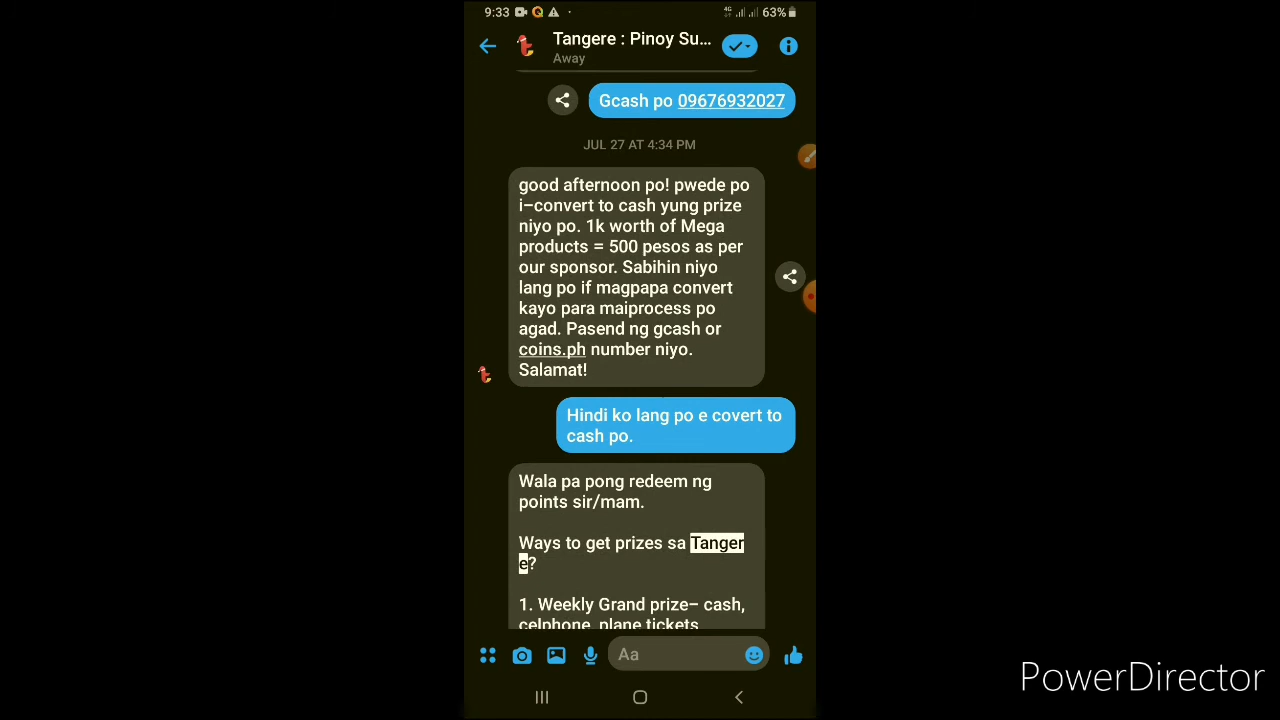 9:33
4G
63%
Tangere : Pinoy Su...
Away
Gcash po 09676932027
JUL 27 AT 4:34 PM
good afternoon po! pwede po
i-convert to cash yung prize
niyo po. 1k worth of Mega
products = 500 pesos as per
our sponsor. Sabihin niyo
lang po if magpapa convert
kayo para maiprocess po
agad. Pasend ng gcash or
coins.ph number niyo.
Salamat!
Hindi ko lang po e covert to
cash po.
Wala pa pong redeem ng
points sir/mam.
Ways to get prizes sa Tanger
e?
1. Weekly Grand prize- cash,
celphone, plane tickets
Aa
PowerDirector